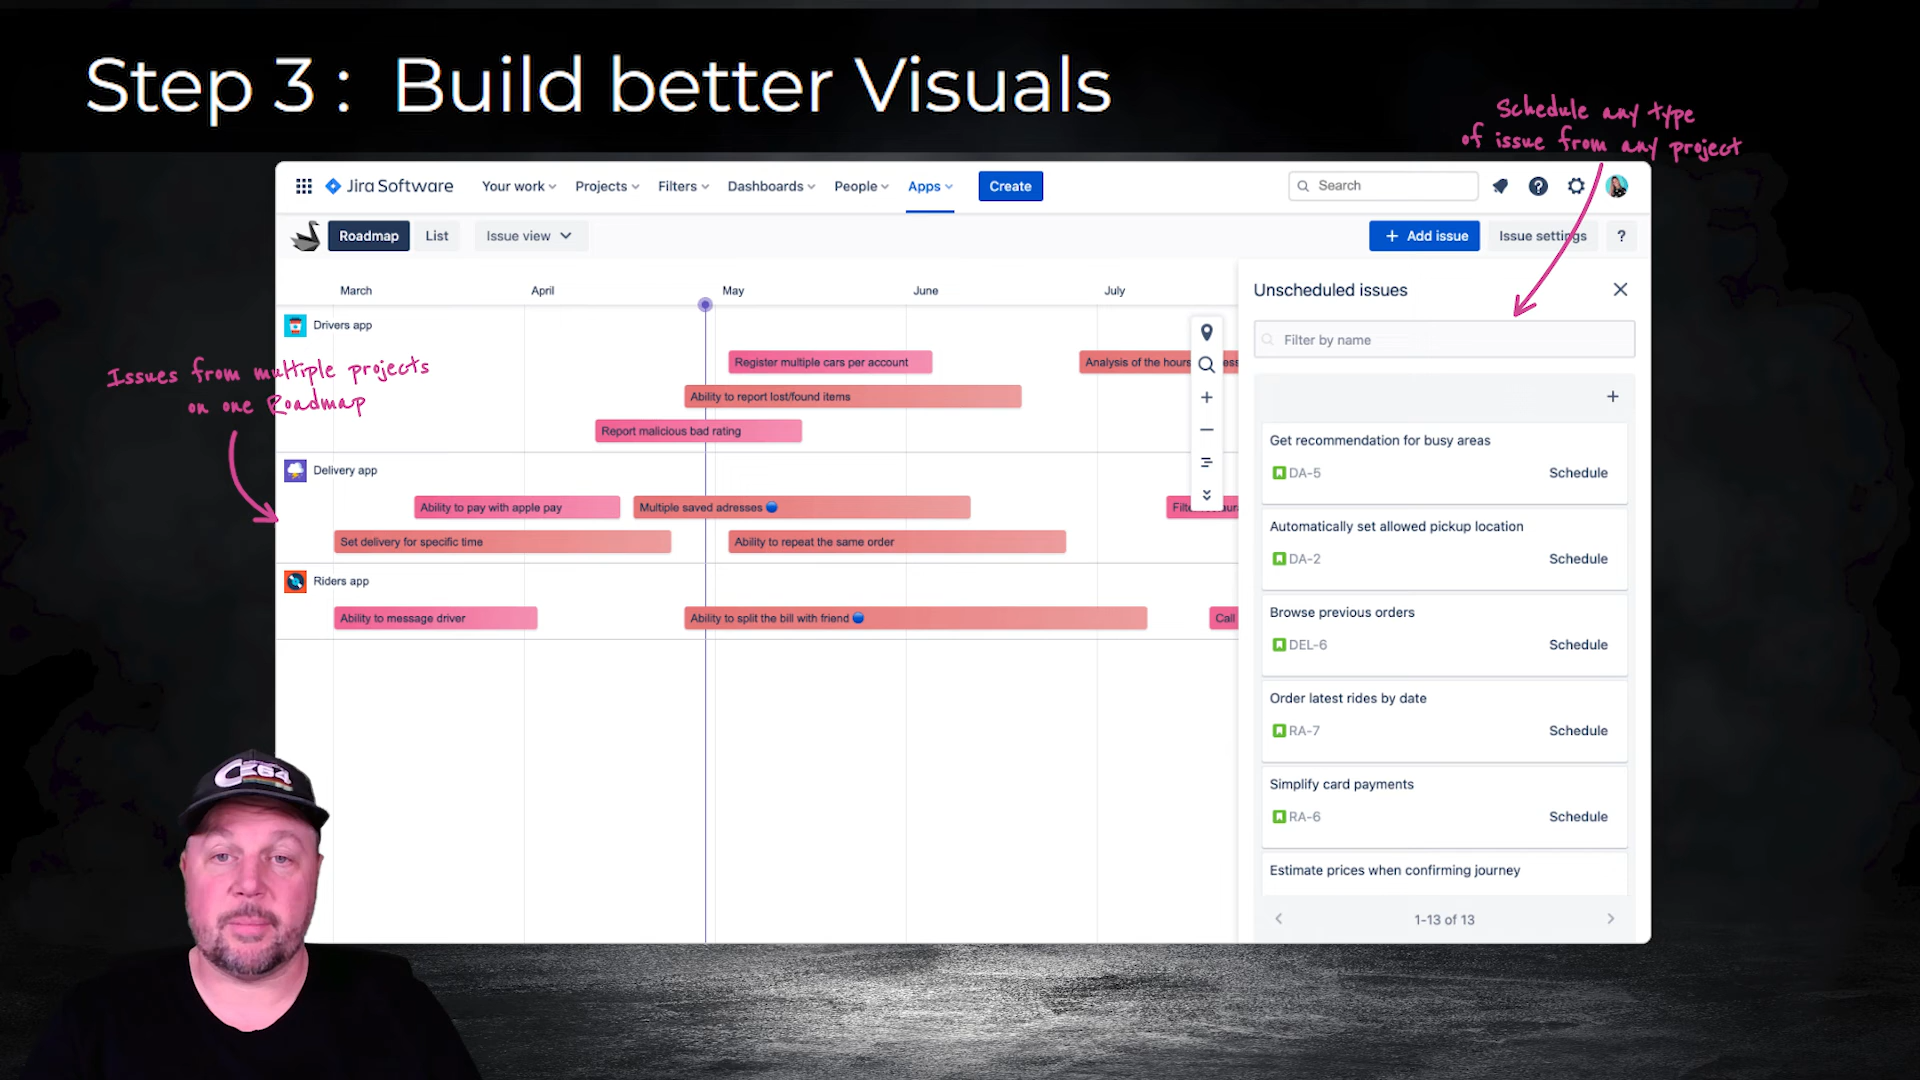 Step 3 : Build better Visuals
Schedule any type
of issue from any project
Jira Software
Your work
Projects
Filters
Dashboards
People
Apps
Create
Search
Roadmap
List
Issue view
+ Add issue
Issue settings
?
March
April
May
June
July
Unscheduled issues
Filter by name
Drivers app
Register multiple cars per account
Analysis of the hours
Ability to report lost/found items
Report malicious bad rating
Issues from multiple projects
on one Roadmap
Delivery app
Ability to pay with apple pay
Multiple saved adresses
Set delivery for specific time
Ability to repeat the same order
Riders app
Ability to message driver
Ability to split the bill with friend
Call
Get recommendation for busy areas
DA-5
Schedule
Automatically set allowed pickup location
DA-2
Schedule
Browse previous orders
DEL-6
Schedule
Order latest rides by date
RA-7
Schedule
Simplify card payments
RA-6
Schedule
Estimate prices when confirming journey
1-13 of 13
64